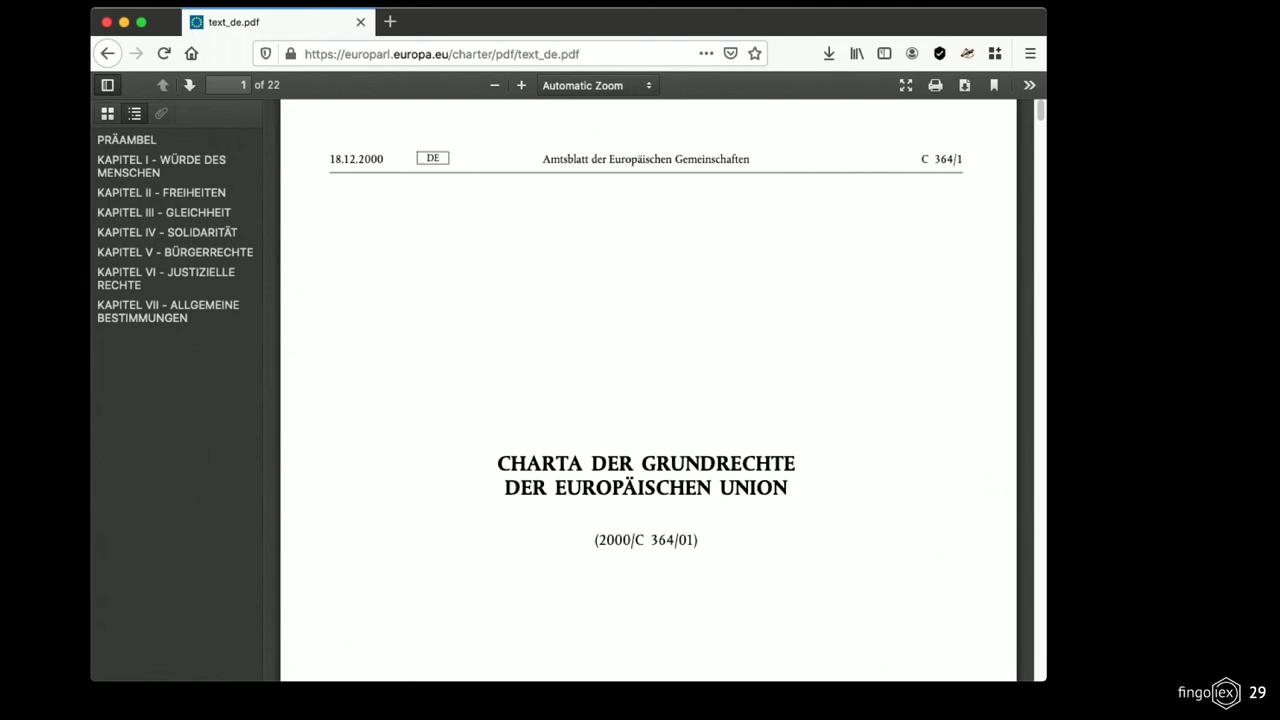 text_de.pdf
https://europarl.europa.eu/charter/pdf/text_de.pdf
1 of 22
Automatic Zoom
PRÄAMBEL
KAPITEL I - WÜRDE DES
MENSCHEN
KAPITEL II - FREIHEITEN
KAPITEL III - GLEICHHEIT
KAPITEL IV - SOLIDARITÄT
KAPITEL V - BÜRGERRECHTE
KAPITEL VI - JUSTIZIELLE
RECHTE
KAPITEL VII - ALLGEMEINE
BESTIMMUNGEN
18.12.2000 DE Amtsblatt der Europäischen Gemeinschaften C 364/1
CHARTA DER GRUNDRECHTE
DER EUROPÄISCHEN UNION
(2000/C 364/01)
fingolex 29